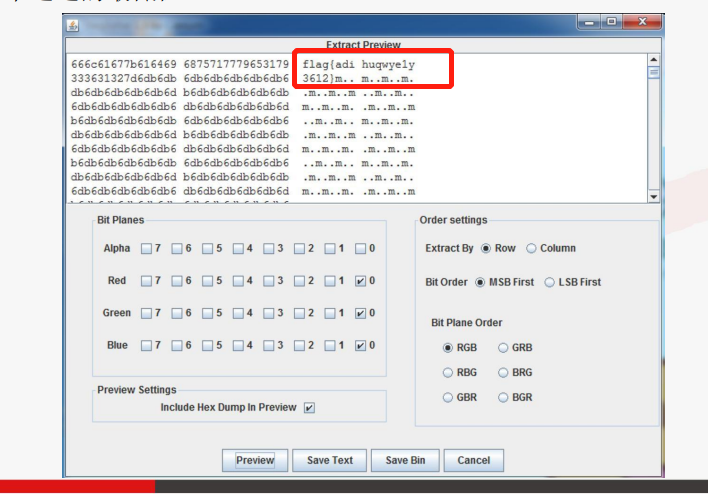 Extract Preview
666c61677b616469 6875717779653179 flag{adi huqwye1y
333631327d6db6db 6db6db6db6db6db6 3612}m.. m..m..m.
db6db6db6db6db6d b6db6db6db6db6db .m..m..m ..m..m..
6db6db6db6db6db6 db6db6db6db6db6d m..m..m. .m..m..m
b6db6db6db6db6db 6db6db6db6db6db6 ..m..m.. m..m..m.
db6db6db6db6db6d b6db6db6db6db6db .m..m..m ..m..m..
6db6db6db6db6db6 db6db6db6db6db6d m..m..m. .m..m..m
b6db6db6db6db6db 6db6db6db6db6db6 ..m..m.. m..m..m.
db6db6db6db6db6d b6db6db6db6db6db .m..m..m ..m..m..
6db6db6db6db6db6 db6db6db6db6db6d m..m..m. .m..m..m
Bit Planes
Alpha 7 6 5 4 3 2 1 0
Red 7 6 5 4 3 2 1 0
Green 7 6 5 4 3 2 1 0
Blue 7 6 5 4 3 2 1 0
Preview Settings
Include Hex Dump In Preview
Order settings
Extract By Row Column
Bit Order MSB First LSB First
Bit Plane Order
RGB GRB
RBG BRG
GBR BGR
Preview Save Text Save Bin Cancel